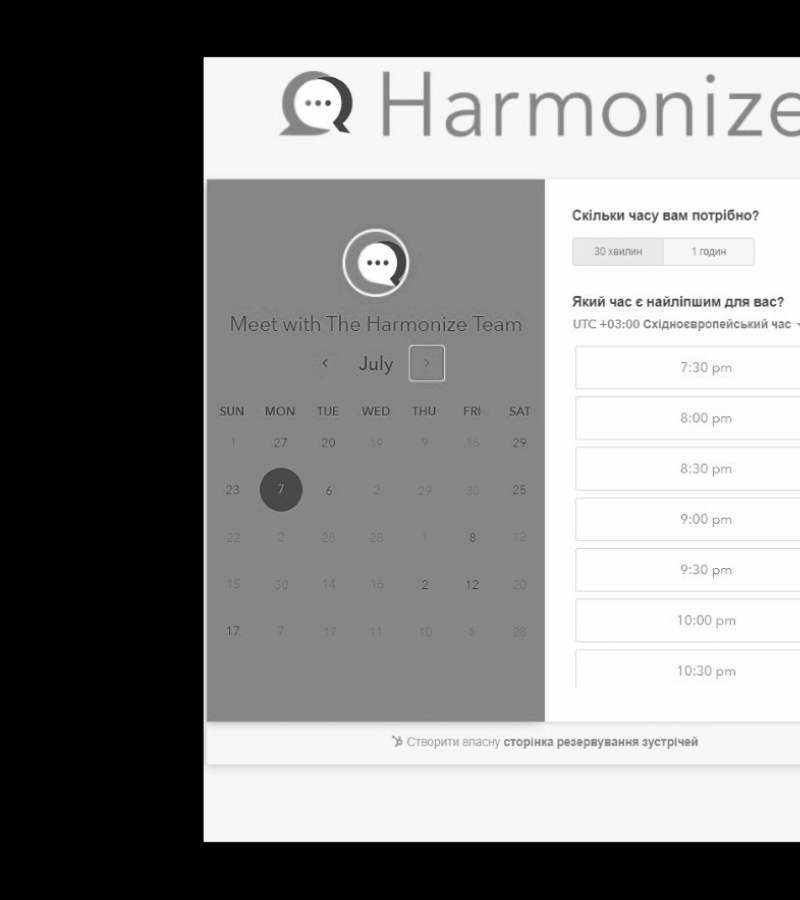 Harmonize
Meet with The Harmonize Team
< July >
SUN MON TUE WED THU FRI SAT
1 27 20 19 9 16 29
23 7 6 2 29 30 25
22 2 28 28 1 8 12
15 30 14 16 2 12 20
17 7 17 11 10 6 28
Скільки часу вам потрібно?
30 хвилин 1 годин
Який час є найліпшим для вас?
UTC +03:00 Східноєвропейський час
7:30 pm
8:00 pm
8:30 pm
9:00 pm
9:30 pm
10:00 pm
10:30 pm
Створити власну сторінка резервування зустрічей